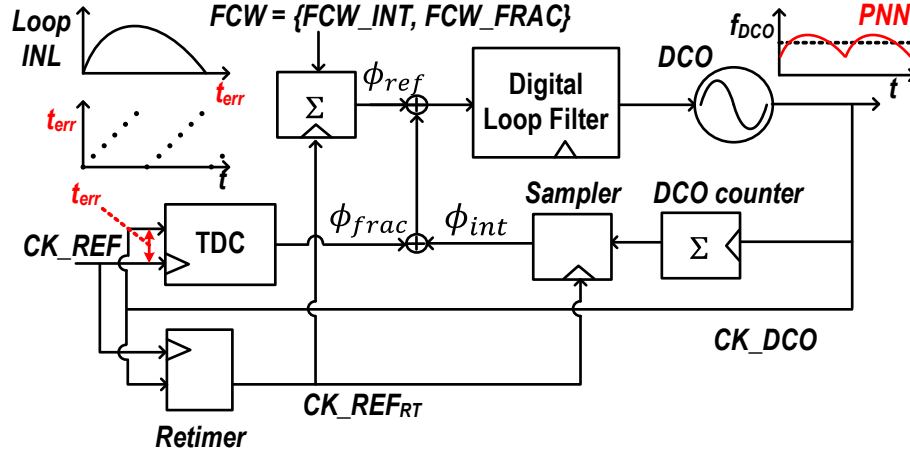 Loop
INL
t_err
t_err
t
t_err
CK_REF
FCW = {FCW_INT, FCW_FRAC}
Σ
ϕ_ref
Digital
Loop Filter
DCO
f_DCO
PNN
t
TDC
ϕ_frac
ϕ_int
Sampler
DCO counter
Σ
CK_DCO
CK_REF_RT
Retimer